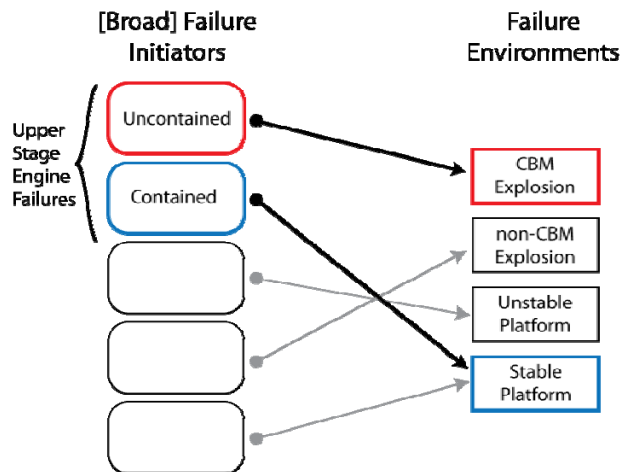 [Broad] Failure
Initiators
Failure
Environments
Upper
Stage
Engine
Failures
Uncontained
Contained
CBM
Explosion
non-CBM
Explosion
Unstable
Platform
Stable
Platform